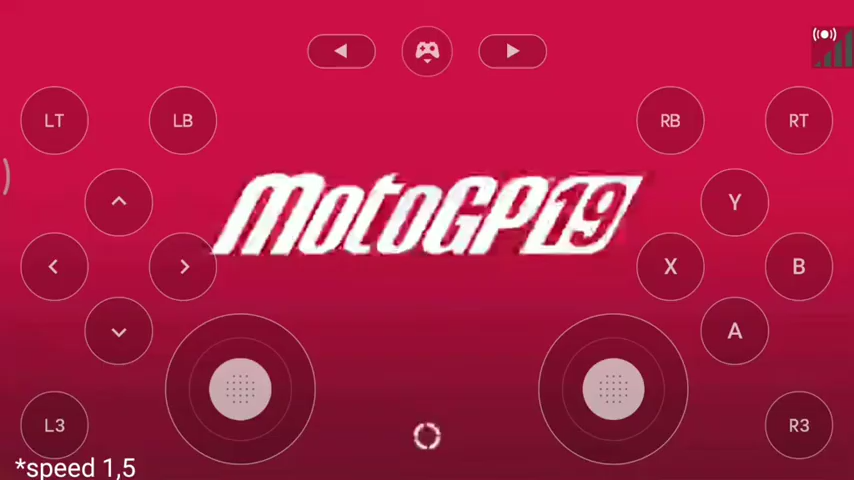 LT
LB
RB
RT
MotoGP19
Y
X
B
A
L3
R3
*speed 1,5